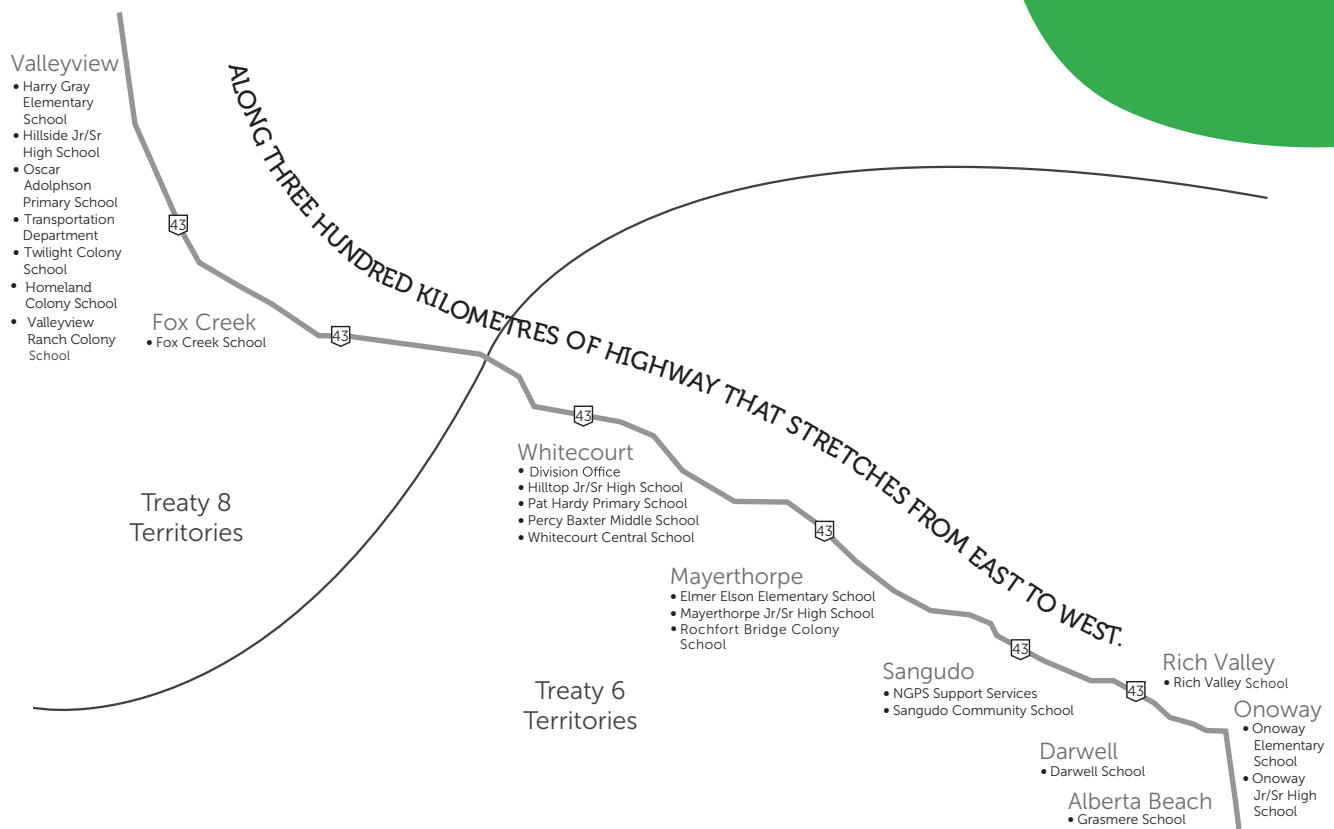 Valleyview
• Harry Gray
Elementary
School
• Hillside Jr/Sr
High School
• Oscar
Adolphson
Primary School
• Transportation
Department
• Twilight Colony
School
• Homeland
Colony School
• Valleyview
Ranch Colony
School
ALONG THREE HUNDRED KILOMETRES OF HIGHWAY THAT STRETCHES FROM EAST TO WEST.
43
Fox Creek
• Fox Creek School
43
43
Whitecourt
• Division Office
• Hilltop Jr/Sr High School
• Pat Hardy Primary School
• Percy Baxter Middle School
• Whitecourt Central School
Treaty 8
Territories
43
Mayerthorpe
• Elmer Elson Elementary School
• Mayerthorpe Jr/Sr High School
• Rochfort Bridge Colony
School
Treaty 6
Territories
43
Sangudo
• NGPS Support Services
• Sangudo Community School
43
Rich Valley
• Rich Valley School
Onoway
• Onoway
Elementary
School
• Onoway
Jr/Sr High
School
Darwell
• Darwell School
Alberta Beach
• Grasmere School